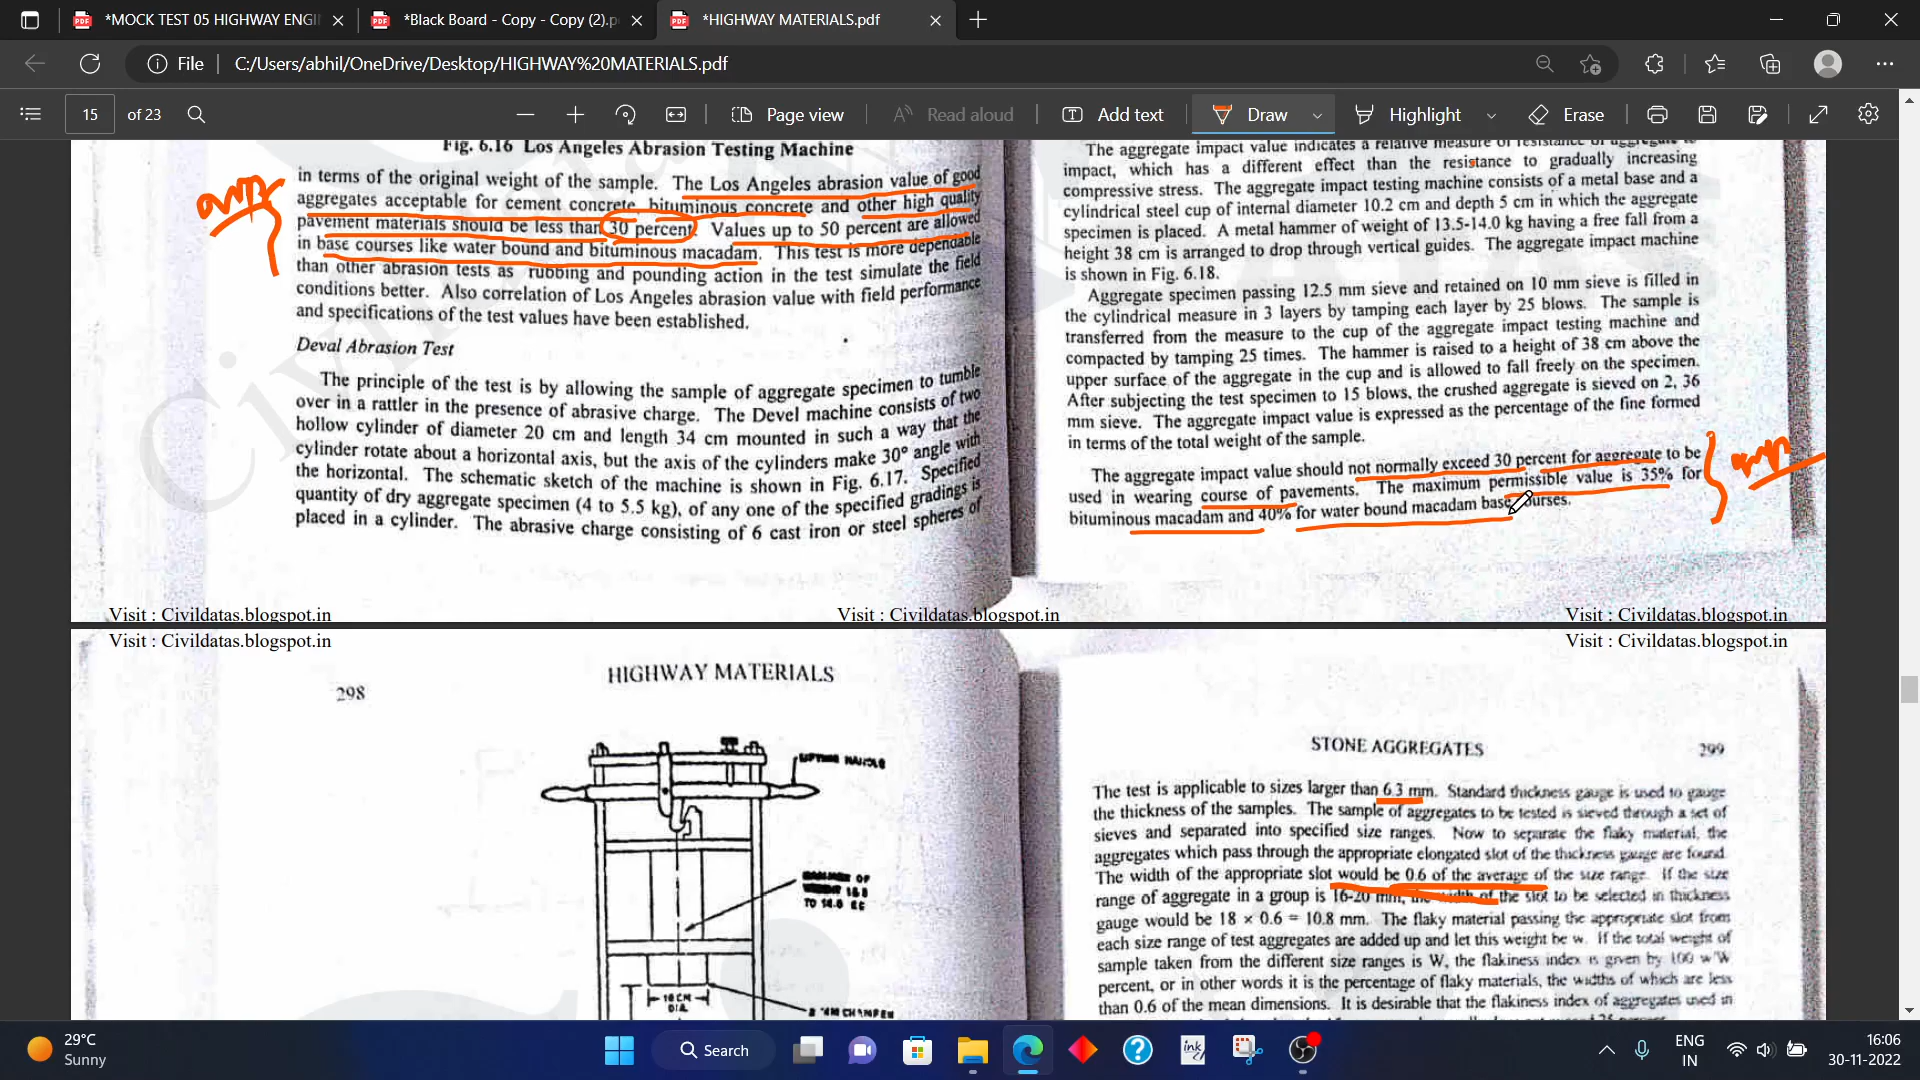 *MOCK TEST 05 HIGHWAY ENGI
*Black Board - Copy - Copy (2).p
*HIGHWAY MATERIALS.pdf
File
C:/Users/abhil/OneDrive/Desktop/HIGHWAY%20MATERIALS.pdf
15 of 23
Page view
Read aloud
Add text
Draw
Highlight
Erase
Fig. 6.16 Los Angeles Abrasion Testing Machine
in terms of the original weight of the sample. The Los Angeles abrasion value of good
aggregates acceptable for cement concrete, bituminous concrete and other high quality
pavement materials should be less than 30 percent. Values up to 50 percent are allowed
in base courses like water bound and bituminous macadam. This test is more dependable
than other abrasion tests as rubbing and pounding action in the test simulate the field
conditions better. Also correlation of Los Angeles abrasion value with field performance
and specifications of the test values have been established.
Deval Abrasion Test
The principle of the test is by allowing the sample of aggregate specimen to tumble
over in a rattler in the presence of abrasive charge. The Devel machine consists of two
hollow cylinder of diameter 20 cm and length 34 cm mounted in such a way that the
cylinder rotate about a horizontal axis, but the axis of the cylinders make 30° angle with
the horizontal. The schematic sketch of the machine is shown in Fig. 6.17. Specified
quantity of dry aggregate specimen (4 to 5.5 kg), of any one of the specified gradings is
placed in a cylinder. The abrasive charge consisting of 6 cast iron or steel spheres of
The aggregate impact value indicates a relative measure of resistance of aggregate to
impact, which has a different effect than the resistance to gradually increasing
compressive stress. The aggregate impact testing machine consists of a metal base and a
cylindrical steel cup of internal diameter 10.2 cm and depth 5 cm in which the aggregate
specimen is placed. A metal hammer of weight of 13.5-14.0 kg having a free fall from a
height 38 cm is arranged to drop through vertical guides. The aggregate impact machine
is shown in Fig. 6.18.
Aggregate specimen passing 12.5 mm sieve and retained on 10 mm sieve is filled in
the cylindrical measure in 3 layers by tamping each layer by 25 blows. The sample is
transferred from the measure to the cup of the aggregate impact testing machine and
compacted by tamping 25 times. The hammer is raised to a height of 38 cm above the
upper surface of the aggregate in the cup and is allowed to fall freely on the specimen.
After subjecting the test specimen to 15 blows, the crushed aggregate is sieved on 2, 36
mm sieve. The aggregate impact value is expressed as the percentage of the fine formed
in terms of the total weight of the sample.
The aggregate impact value should not normally exceed 30 percent for aggregate to be
used in wearing course of pavements. The maximum permissible value is 35% for
bituminous macadam and 40% for water bound macadam base courses.
Visit : Civildatas.blogspot.in
Visit : Civildatas.blogspot.in
Visit : Civildatas.blogspot.in
Visit : Civildatas.blogspot.in
Visit : Civildatas.blogspot.in
298
HIGHWAY MATERIALS
LIFTING HANDLE
HAMMER OF
WEIGHT
TO
10 CM
DIA.
CHAMFER
STONE AGGREGATES
299
The test is applicable to sizes larger than 6.3 mm. Standard thickness gauge is used to gauge
the thickness of the samples. The sample of aggregates to be tested is sieved through a set of
sieves and separated into specified size ranges. Now to separate the flaky material, the
aggregates which pass through the appropriate elongated slot of the thickness gauge are found.
The width of the appropriate slot would be 0.6 of the average of the size range. If the size
range of aggregate in a group is 16-20 mm, the width of the slot to be selected in thickness
gauge would be 18 × 0.6 = 10.8 mm. The flaky material passing the appropriate slot from
each size range of test aggregates are added up and let this weight be w. If the total weight of
sample taken from the different size ranges is W, the flakiness index is given by 100 w/W
percent, or in other words it is the percentage of flaky materials, the widths of which are less
than 0.6 of the mean dimensions. It is desirable that the flakiness index of aggregates used in
29°C
Sunny
Search
ENG
IN
16:06
30-11-2022